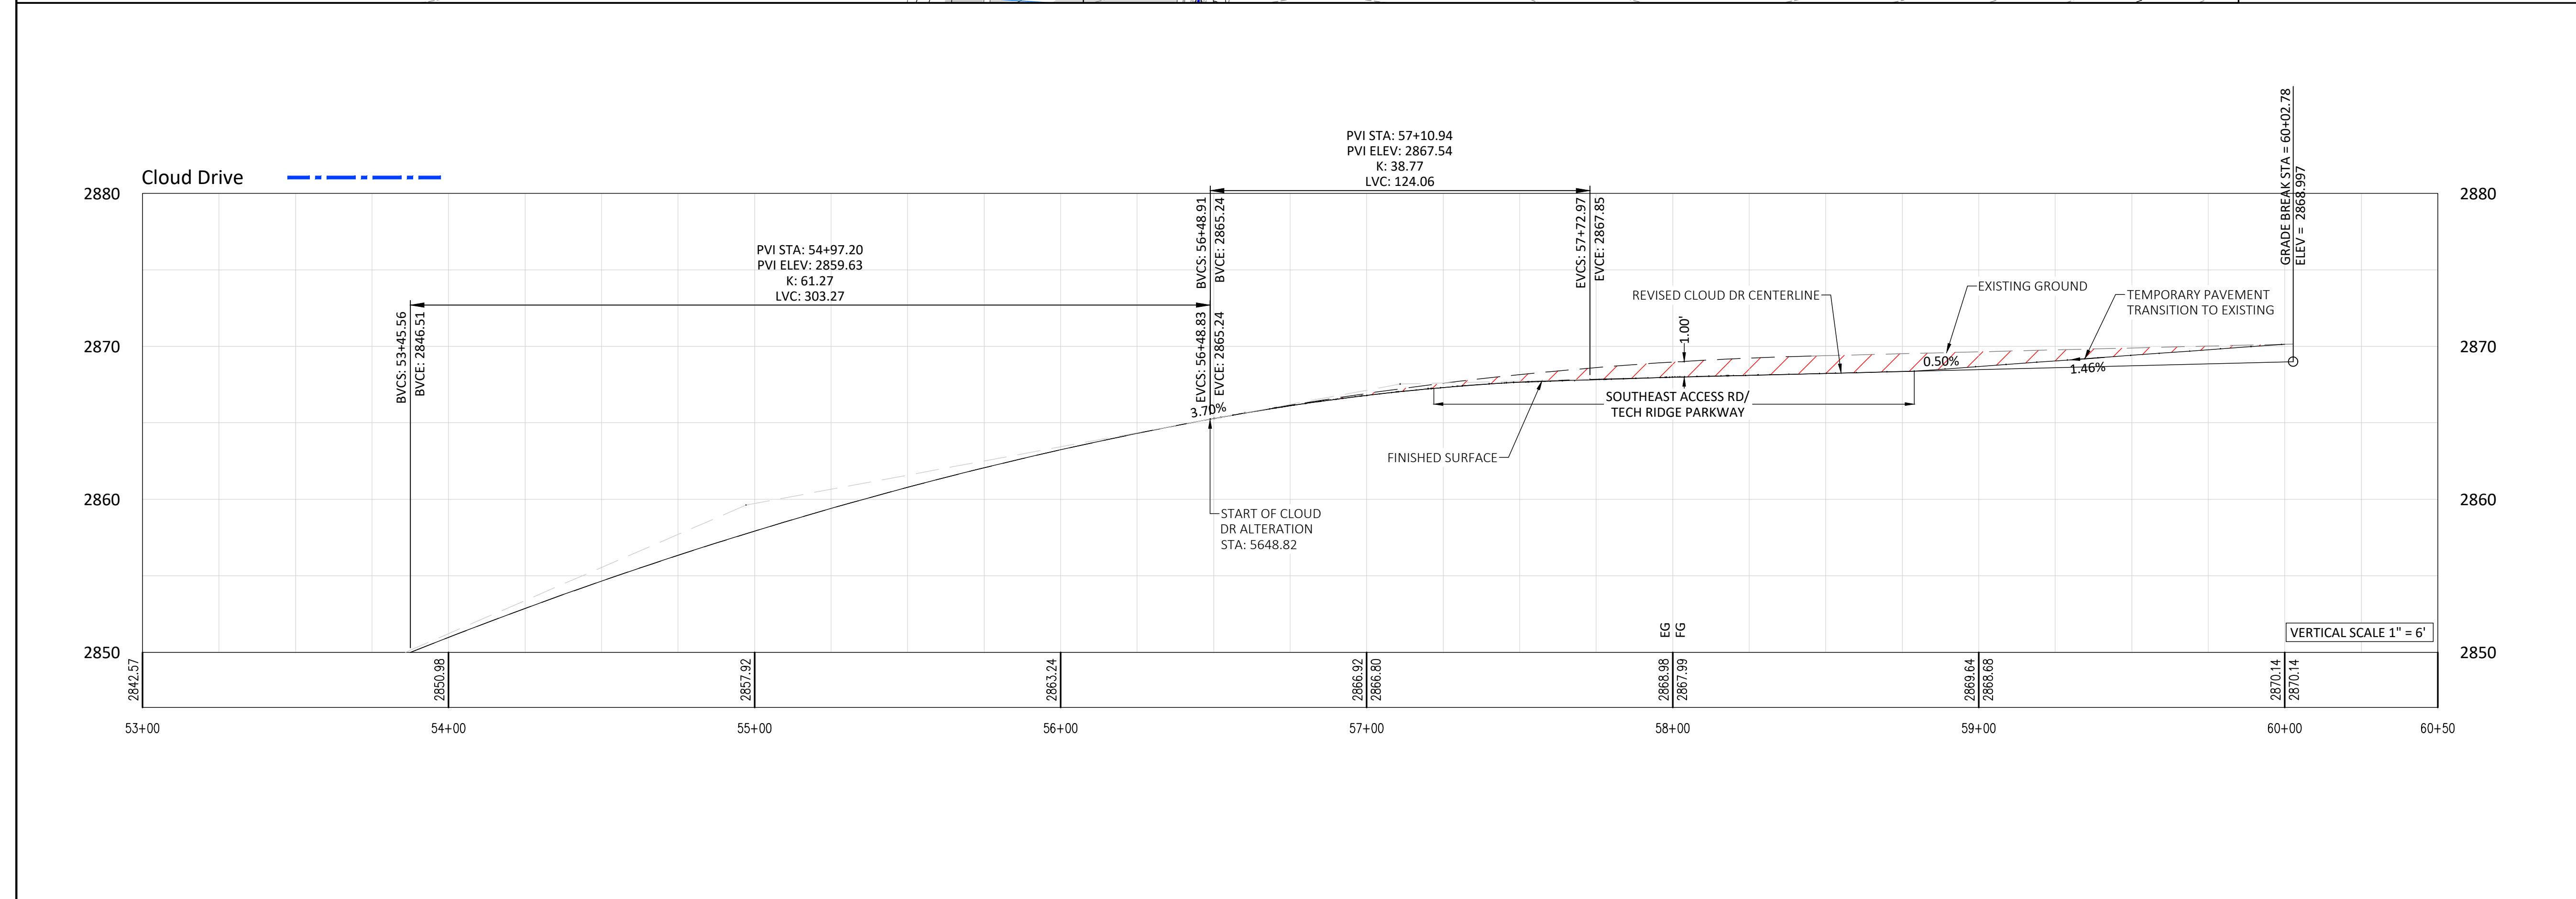 Cloud Drive
2880
2870
2860
2850
2880
2870
2860
2850
PVI STA: 54+97.20
PVI ELEV: 2859.63
K: 61.27
LVC: 303.27
BVCS: 53+45.56
BVCE: 2846.51
EVCS: 56+48.83
EVCE: 2865.24
PVI STA: 57+10.94
PVI ELEV: 2867.54
K: 38.77
LVC: 124.06
BVCS: 56+48.91
BVCE: 2865.24
EVCS: 57+72.97
EVCE: 2867.85
GRADE BREAK STA = 60+02.78
ELEV = 2868.997
3.70%
START OF CLOUD
DR ALTERATION
STA: 5648.82
FINISHED SURFACE
REVISED CLOUD DR CENTERLINE
1.00'
SOUTHEAST ACCESS RD/
TECH RIDGE PARKWAY
EXISTING GROUND
TEMPORARY PAVEMENT
TRANSITION TO EXISTING
0.50%
1.46%
EG
FG
VERTICAL SCALE 1" = 6'
2842.57
2850.98
2857.92
2863.24
2866.92
2866.80
2868.98
2867.99
2869.64
2868.68
2870.14
2870.14
53+00
54+00
55+00
56+00
57+00
58+00
59+00
60+00
60+50